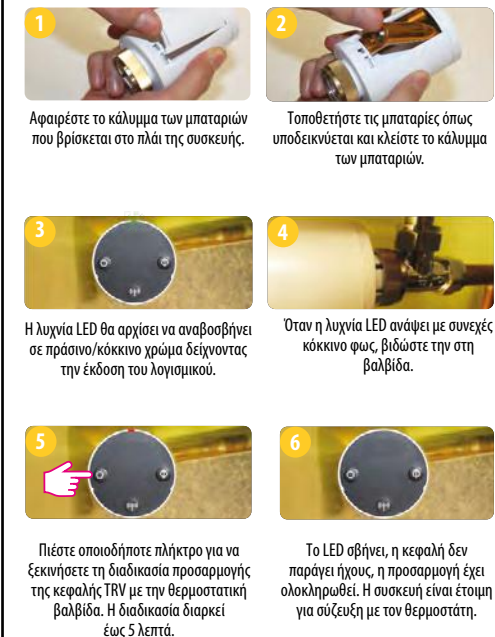 1
Αφαιρέστε το κάλυμμα των μπαταριών
που βρίσκεται στο πλάι της συσκευής.
2
Τοποθετήστε τις μπαταρίες όπως
υποδεικνύεται και κλείστε το κάλυμμα
των μπαταριών.
3
Η λυχνία LED θα αρχίσει να αναβοσβήνει
σε πράσινο/κόκκινο χρώμα δείχνοντας
την έκδοση του λογισμικού.
4
Όταν η λυχνία LED ανάψει με συνεχές
κόκκινο φως, βιδώστε την στη
βαλβίδα.
5
Πιέστε οποιοδήποτε πλήκτρο για να
ξεκινήσετε τη διαδικασία προσαρμογής
της κεφαλής TRV με την θερμοστατική
βαλβίδα. Η διαδικασία διαρκεί
έως 5 λεπτά.
6
Το LED σβήνει, η κεφαλή δεν
παράγει ήχους, η προσαρμογή έχει
ολοκληρωθεί. Η συσκευή είναι έτοιμη
για σύζευξη με τον θερμοστάτη.